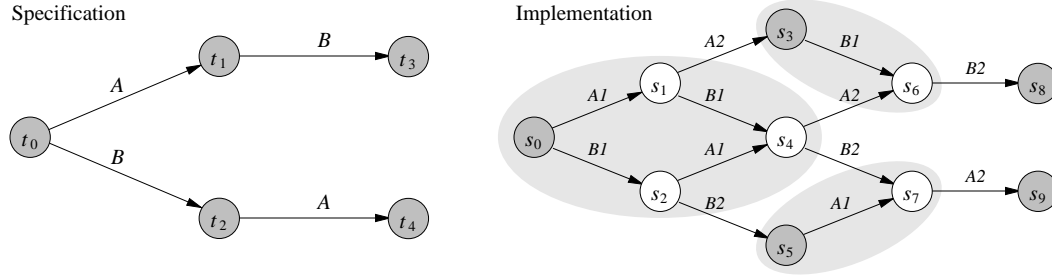 Specification
A
B
B
A
t0
t1
t2
t3
t4
Implementation
A1
B1
A2
B1
A1
B2
B1
A2
B2
A1
B2
A2
s0
s1
s2
s3
s4
s5
s6
s7
s8
s9